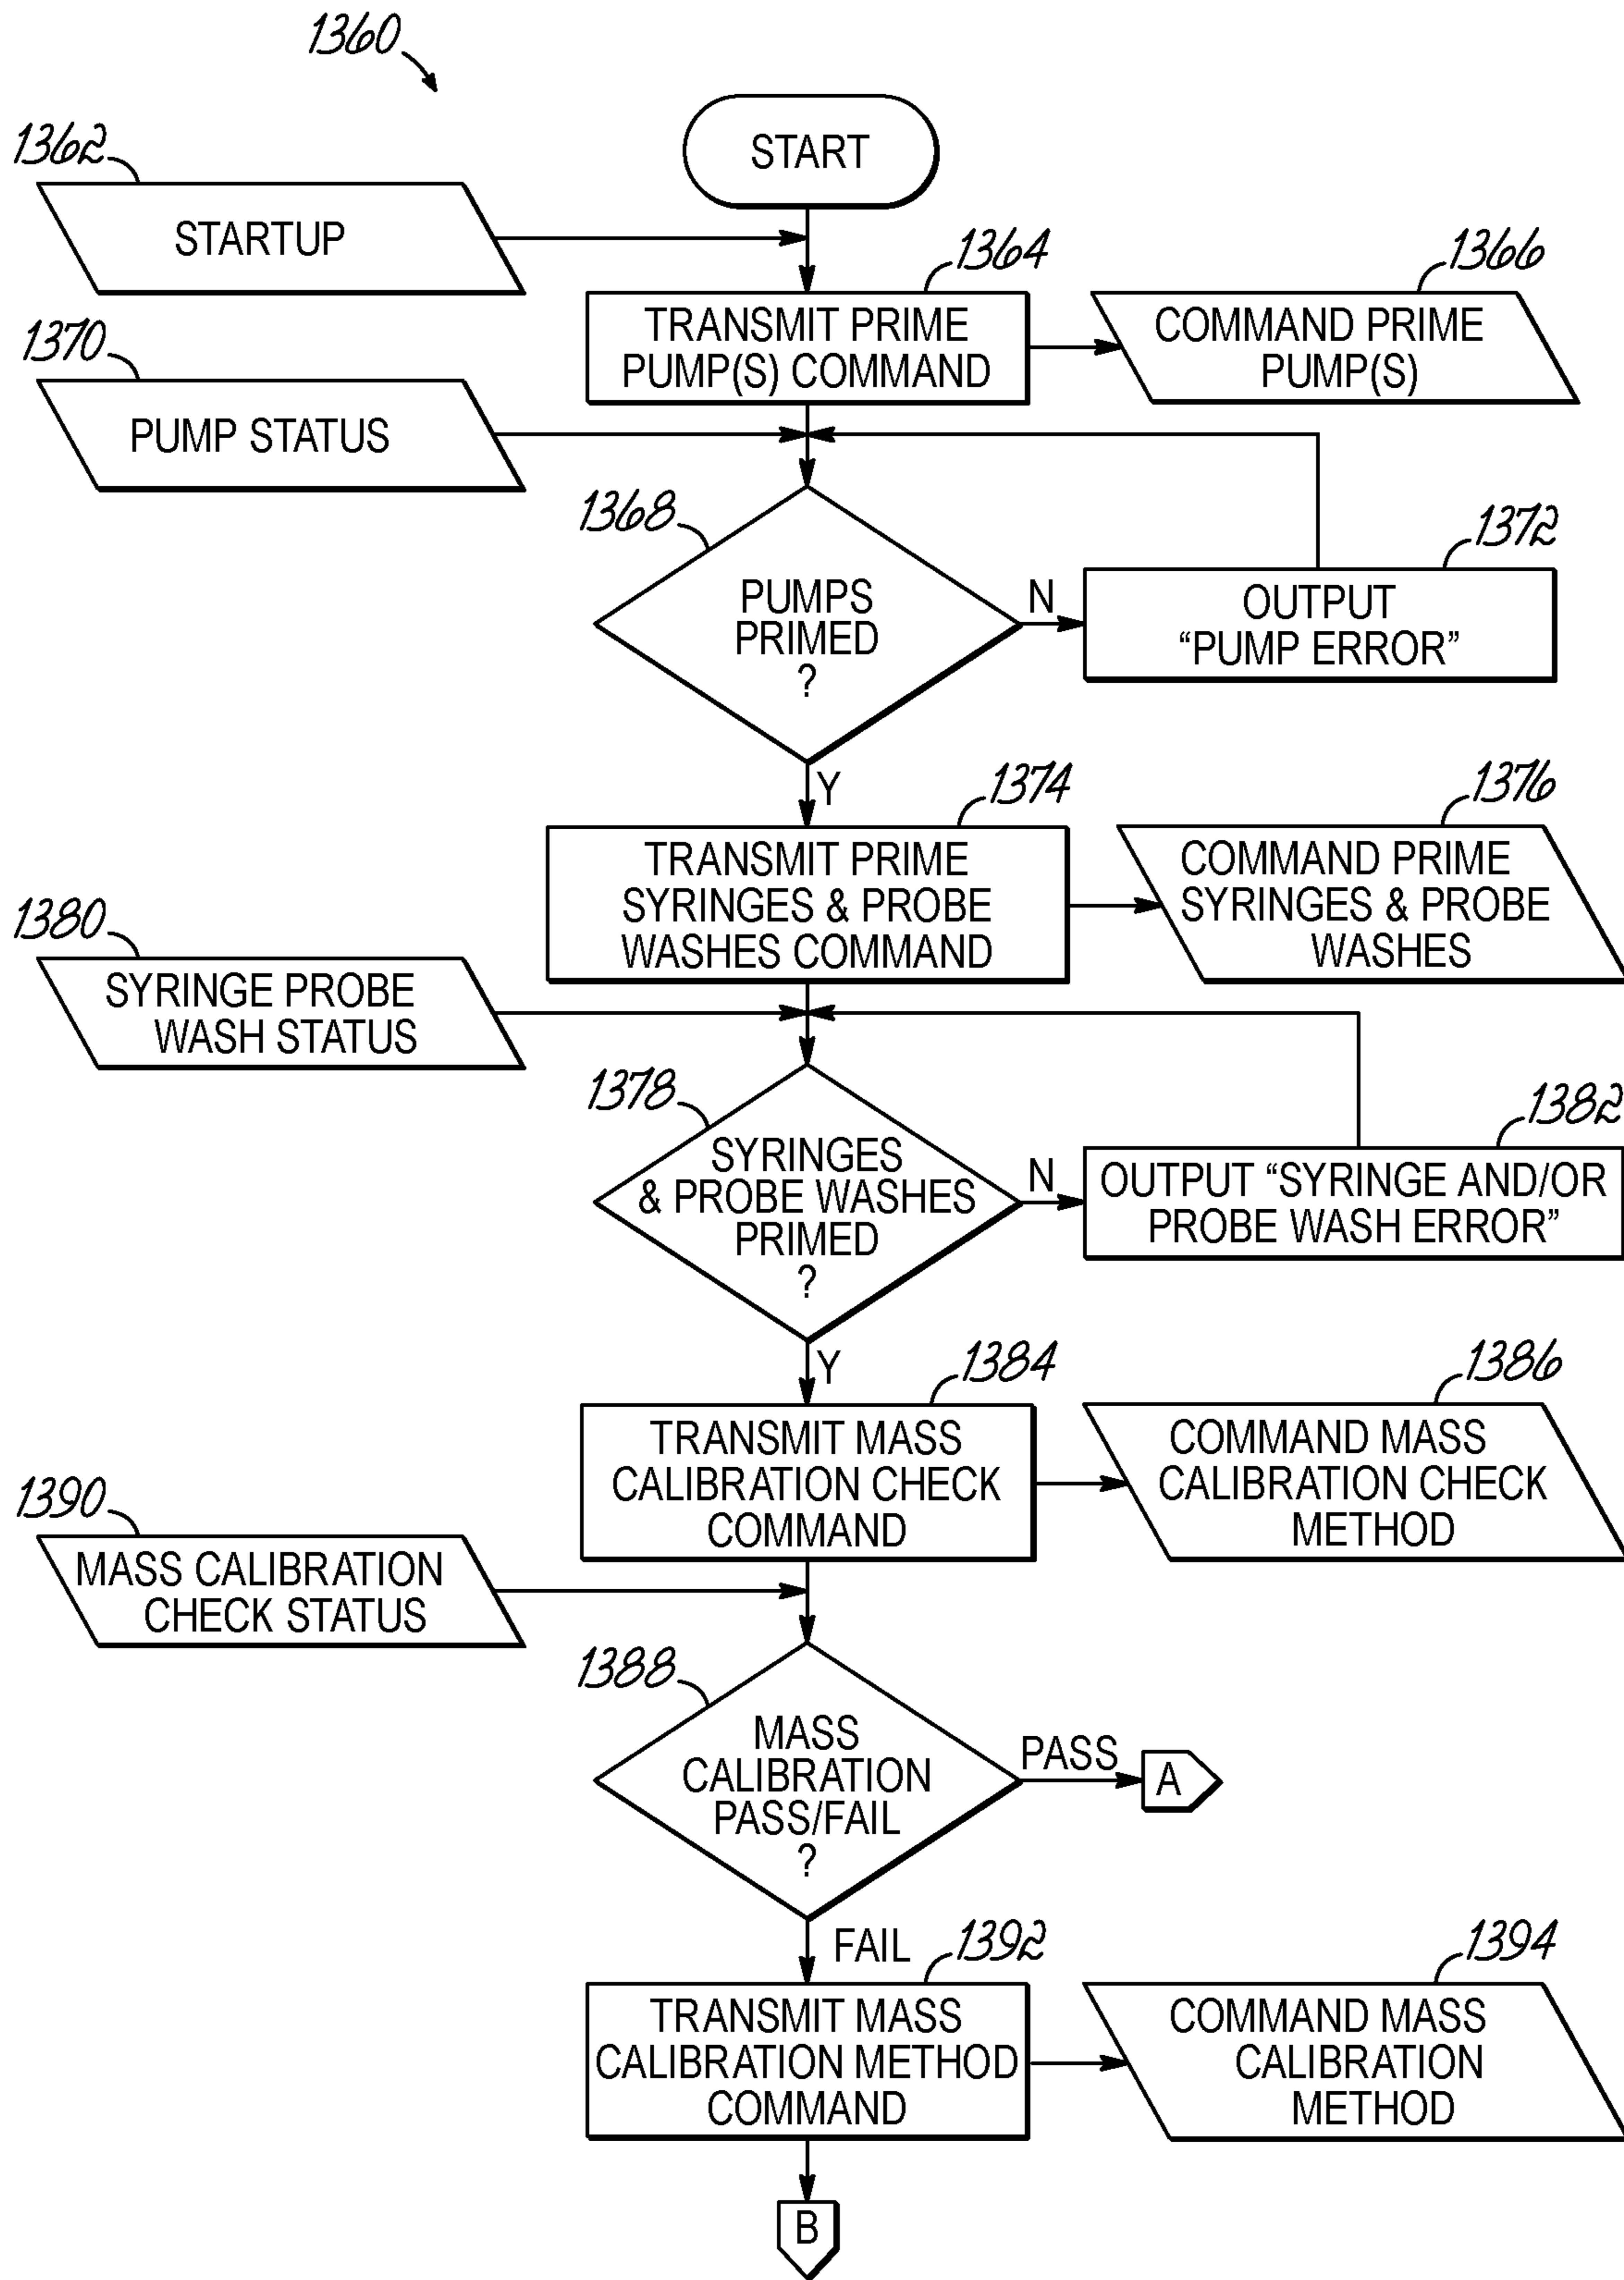 1360
START
1362
STARTUP
1364
TRANSMIT PRIME
PUMP(S) COMMAND
1366
COMMAND PRIME
PUMP(S)
1370
PUMP STATUS
1368
PUMPS
PRIMED
?
N
1372
OUTPUT
“PUMP ERROR”
Y
1374
TRANSMIT PRIME
SYRINGES & PROBE
WASHES COMMAND
1376
COMMAND PRIME
SYRINGES & PROBE
WASHES
1380
SYRINGE PROBE
WASH STATUS
1378
SYRINGES
& PROBE WASHES
PRIMED
?
N
1382
OUTPUT “SYRINGE AND/OR
PROBE WASH ERROR”
Y
1384
TRANSMIT MASS
CALIBRATION CHECK
COMMAND
1386
COMMAND MASS
CALIBRATION CHECK
METHOD
1390
MASS CALIBRATION
CHECK STATUS
1388
MASS
CALIBRATION
PASS/FAIL
?
PASS
A
FAIL
1392
TRANSMIT MASS
CALIBRATION METHOD
COMMAND
1394
COMMAND MASS
CALIBRATION
METHOD
B